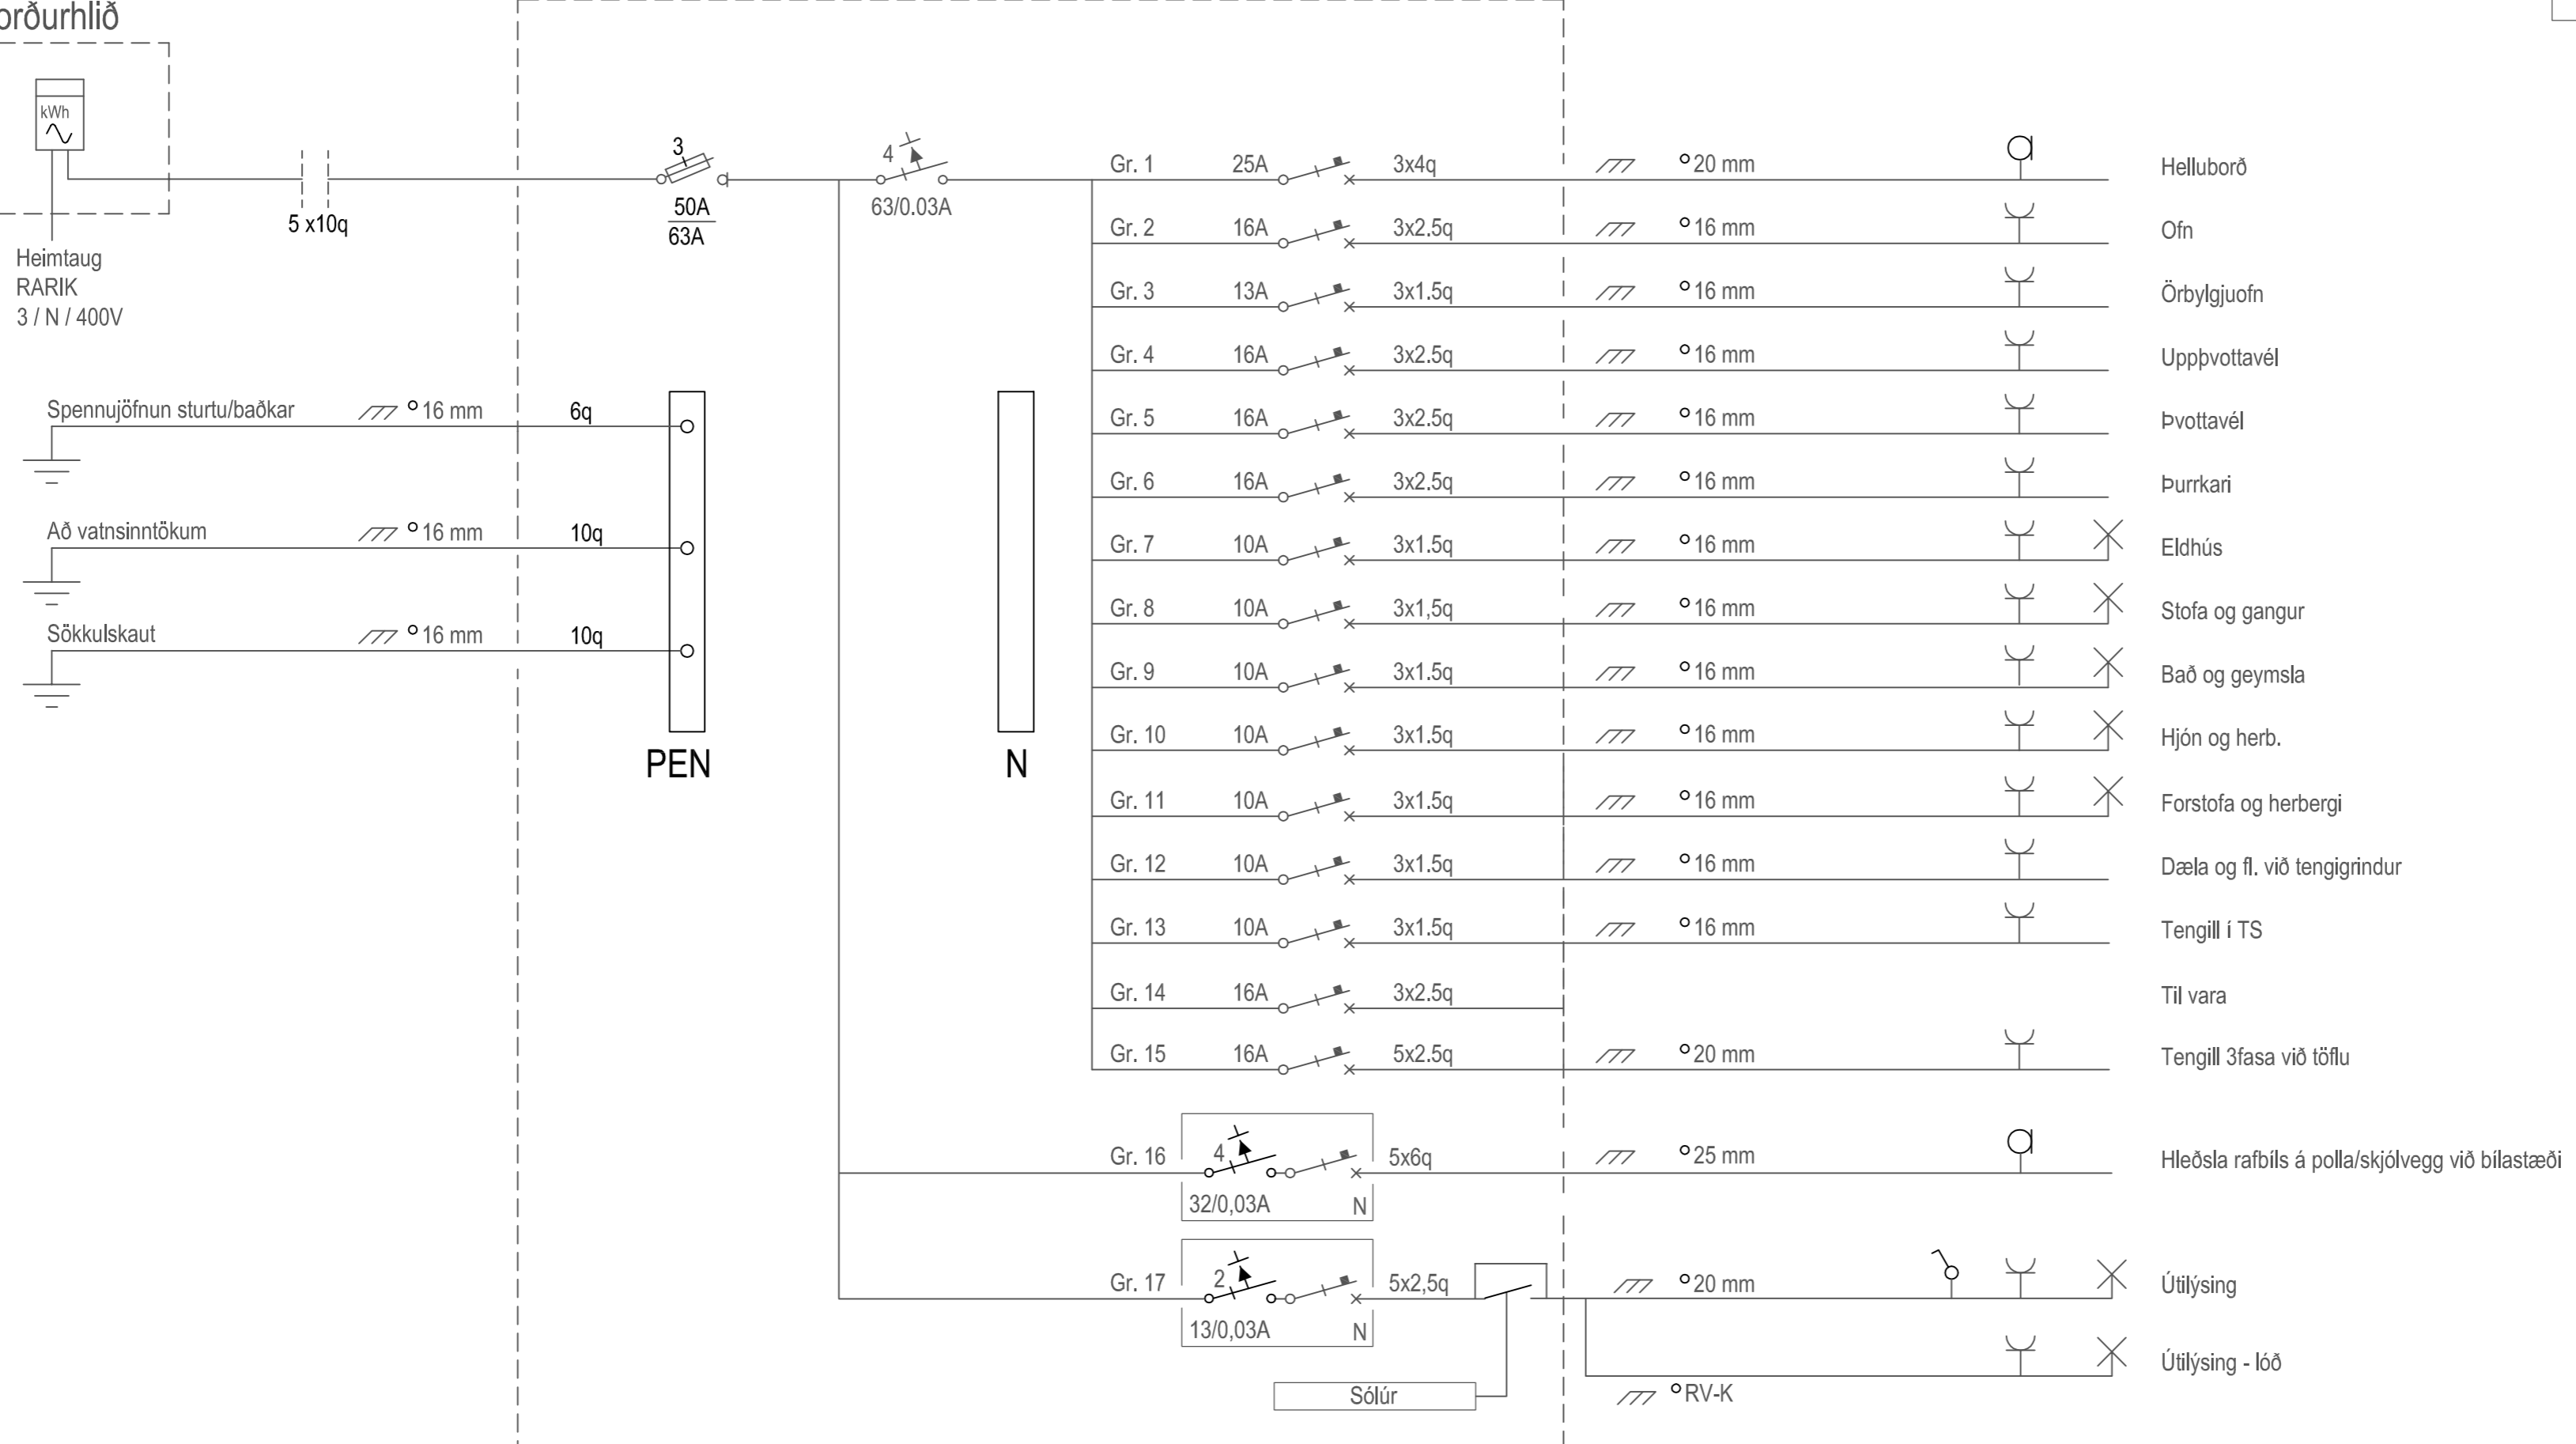 orðurhlið
kWh
5 x10q
Heimtaug
RARIK
3 / N / 400V
3
50A
63A
4
63/0.03A
Spennujöfnun sturtu/baðkar 16 mm 6q
Að vatnsinntökum 16 mm 10q
Sökkulskaut 16 mm 10q
PEN
N
Gr. 1 25A 3x4q 20 mm Helluborð
Gr. 2 16A 3x2.5q 16 mm Ofn
Gr. 3 13A 3x1.5q 16 mm Örbylgjuofn
Gr. 4 16A 3x2.5q 16 mm Uppþvottavél
Gr. 5 16A 3x2.5q 16 mm Þvottavél
Gr. 6 16A 3x2.5q 16 mm Þurrkari
Gr. 7 10A 3x1.5q 16 mm Eldhús
Gr. 8 10A 3x1,5q 16 mm Stofa og gangur
Gr. 9 10A 3x1.5q 16 mm Bað og geymsla
Gr. 10 10A 3x1.5q 16 mm Hjón og herb.
Gr. 11 10A 3x1.5q 16 mm Forstofa og herbergi
Gr. 12 10A 3x1.5q 16 mm Dæla og fl. við tengigrindur
Gr. 13 10A 3x1.5q 16 mm Tengill í TS
Gr. 14 16A 3x2.5q Til vara
Gr. 15 16A 5x2.5q 20 mm Tengill 3fasa við töflu
Gr. 16 4 5x6q 25 mm Hleðsla rafbíls á polla/skjólvegg við bílastæði
32/0,03A N
Gr. 17 2 5x2,5q 20 mm Útilýsing
13/0,03A N
Útilýsing - lóð
Sólúr
RV-K